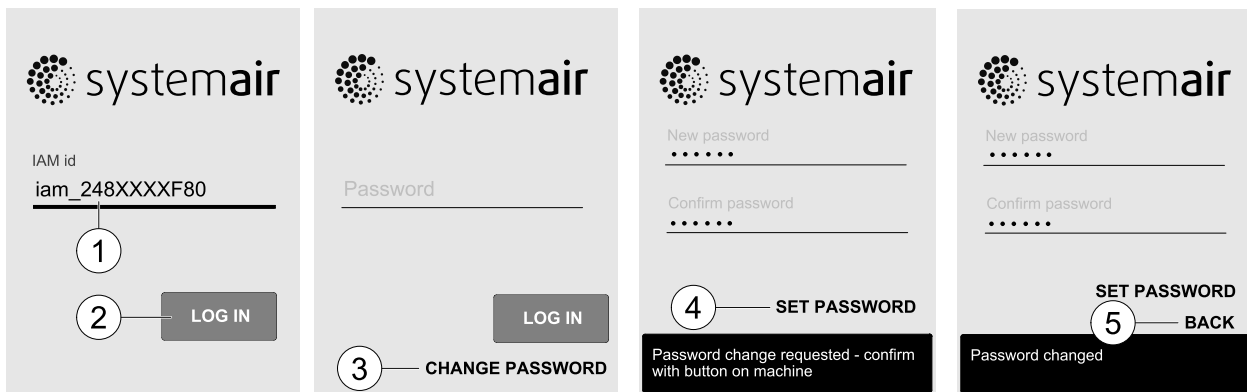 systemair
IAM id
iam_248XXXXF80
1
2
LOG IN
systemair
Password
LOG IN
3
CHANGE PASSWORD
systemair
New password
••••••
Confirm password
••••••
4
SET PASSWORD
Password change requested - confirm
with button on machine
systemair
New password
••••••
Confirm password
••••••
SET PASSWORD
5
BACK
Password changed